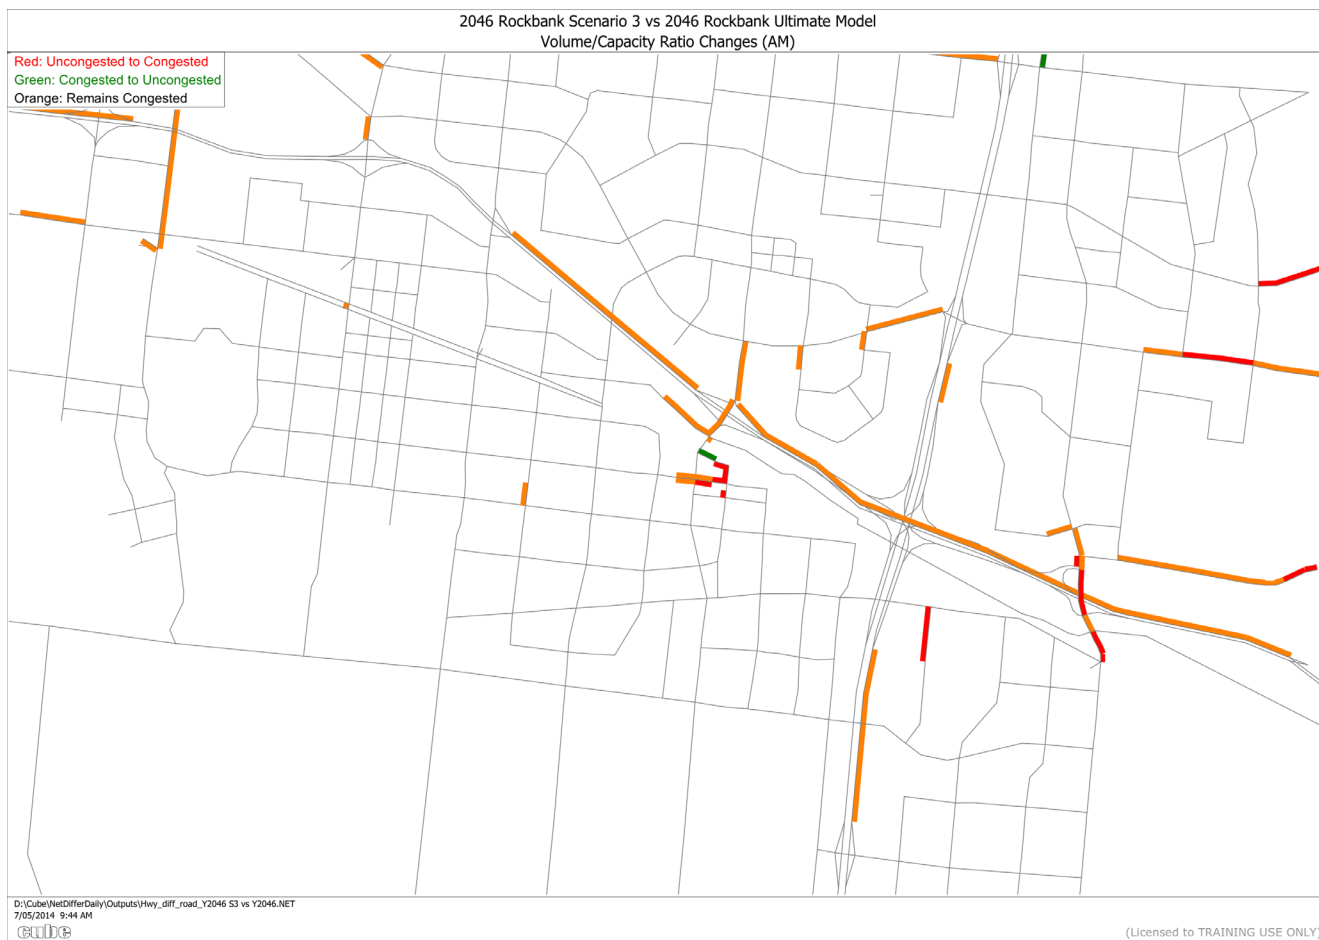 2046 Rockbank Scenario 3 vs 2046 Rockbank Ultimate Model
Volume/Capacity Ratio Changes (AM)
Red: Uncongested to Congested
Green: Congested to Uncongested
Orange: Remains Congested
D:\Cube\NetDifferDaily\Outputs\Hwy_diff_road_Y2046 S3 vs Y2046.NET
7/05/2014 9:44 AM
cube
(Licensed to TRAINING USE ONLY)